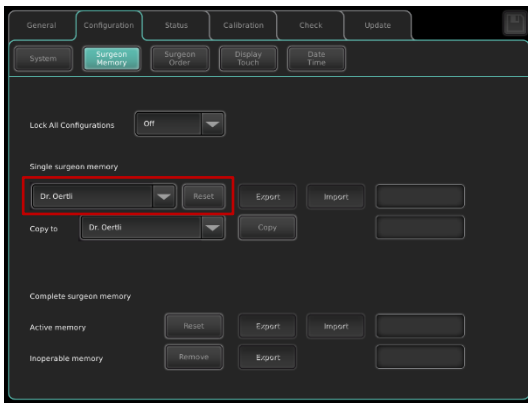 General Configuration Status Calibration Check Update
System Surgeon Memory Surgeon Order Display Touch Date Time
Lock All Configurations Off
Single surgeon memory
Dr. Oertli Reset Export Import
Copy to Dr. Oertli Copy
Complete surgeon memory
Active memory Reset Export Import
Inoperable memory Remove Export